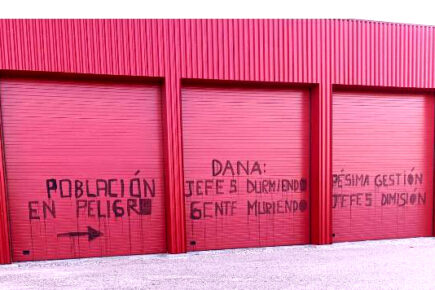 POBLACIÓN
EN PELIGRO
DANA:
JEFES DURMIENDO
GENTE MURIENDO
PÉSIMA GESTIÓN
JEFES DIMISIÓN